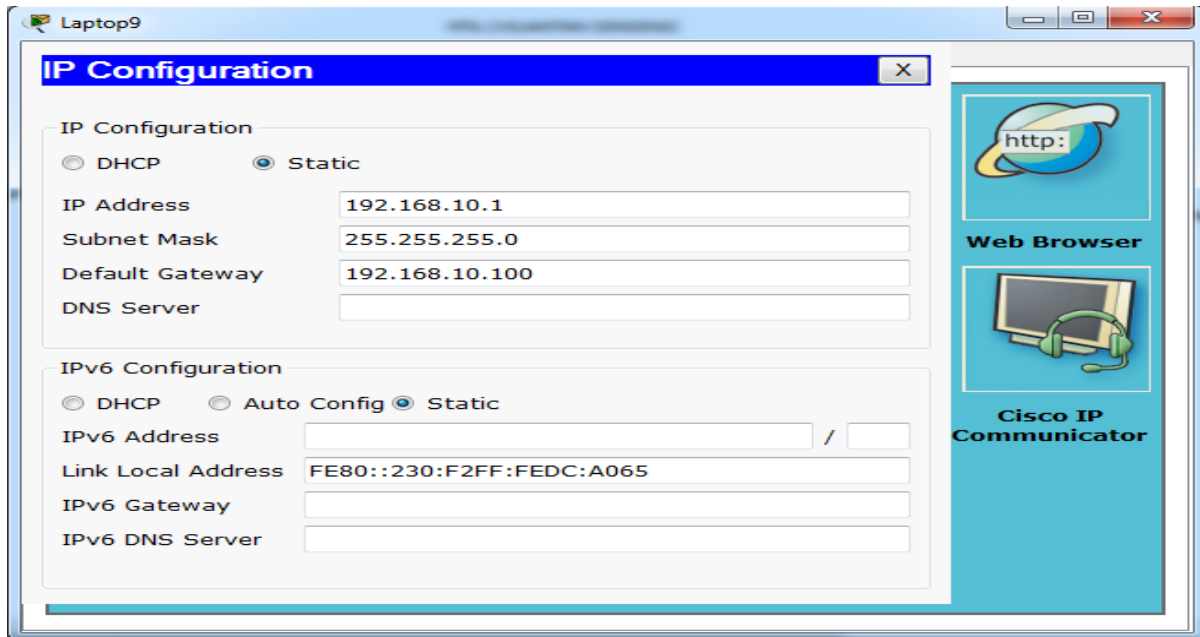 Laptop9
IP Configuration
X
IP Configuration
DHCP Static
IP Address 192.168.10.1
Subnet Mask 255.255.255.0
Default Gateway 192.168.10.100
DNS Server
IPv6 Configuration
DHCP Auto Config Static
IPv6 Address /
Link Local Address FE80::230:F2FF:FEDC:A065
IPv6 Gateway
IPv6 DNS Server
http:
Web Browser
Cisco IP
Communicator